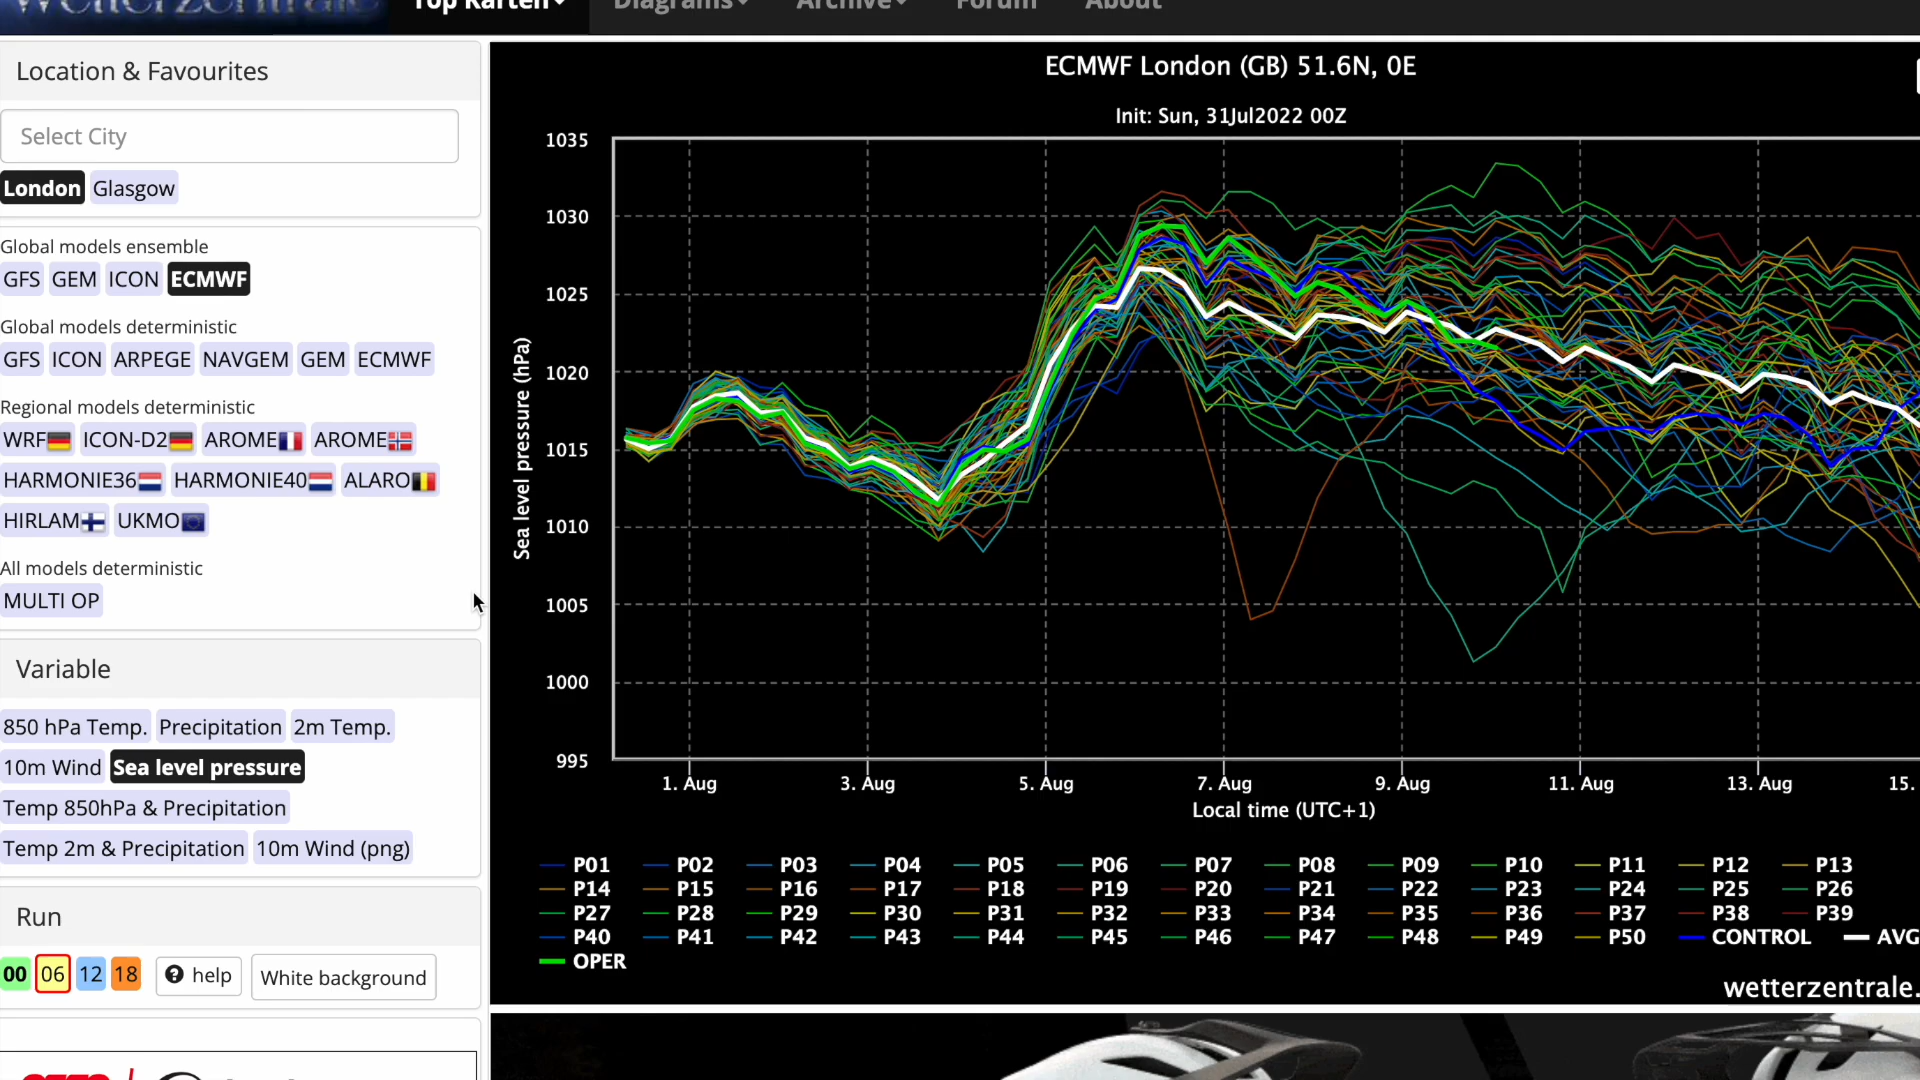 Wetterzentrale
Top Karten
Diagrams
Archive
Forum
About
Location & Favourites
Select City
London Glasgow
Global models ensemble
GFS GEM ICON ECMWF
Global models deterministic
GFS ICON ARPEGE NAVGEM GEM ECMWF
Regional models deterministic
WRF ICON-D2 AROME AROME
HARMONIE36 HARMONIE40 ALARO
HIRLAM UKMO
All models deterministic
MULTI OP
Variable
850 hPa Temp. Precipitation 2m Temp.
10m Wind Sea level pressure
Temp 850hPa & Precipitation
Temp 2m & Precipitation 10m Wind (png)
Run
00 06 12 18 help White background
ECMWF London (GB) 51.6N, 0E
Init: Sun, 31Jul2022 00Z
Sea level pressure (hPa)
1035
1030
1025
1020
1015
1010
1005
1000
995
1. Aug 3. Aug 5. Aug 7. Aug 9. Aug 11. Aug 13. Aug 15.
Local time (UTC+1)
P01 P02 P03 P04 P05 P06 P07 P08 P09 P10 P11 P12 P13
P14 P15 P16 P17 P18 P19 P20 P21 P22 P23 P24 P25 P26
P27 P28 P29 P30 P31 P32 P33 P34 P35 P36 P37 P38 P39
P40 P41 P42 P43 P44 P45 P46 P47 P48 P49 P50 CONTROL AVG
OPER
wetterzentrale.